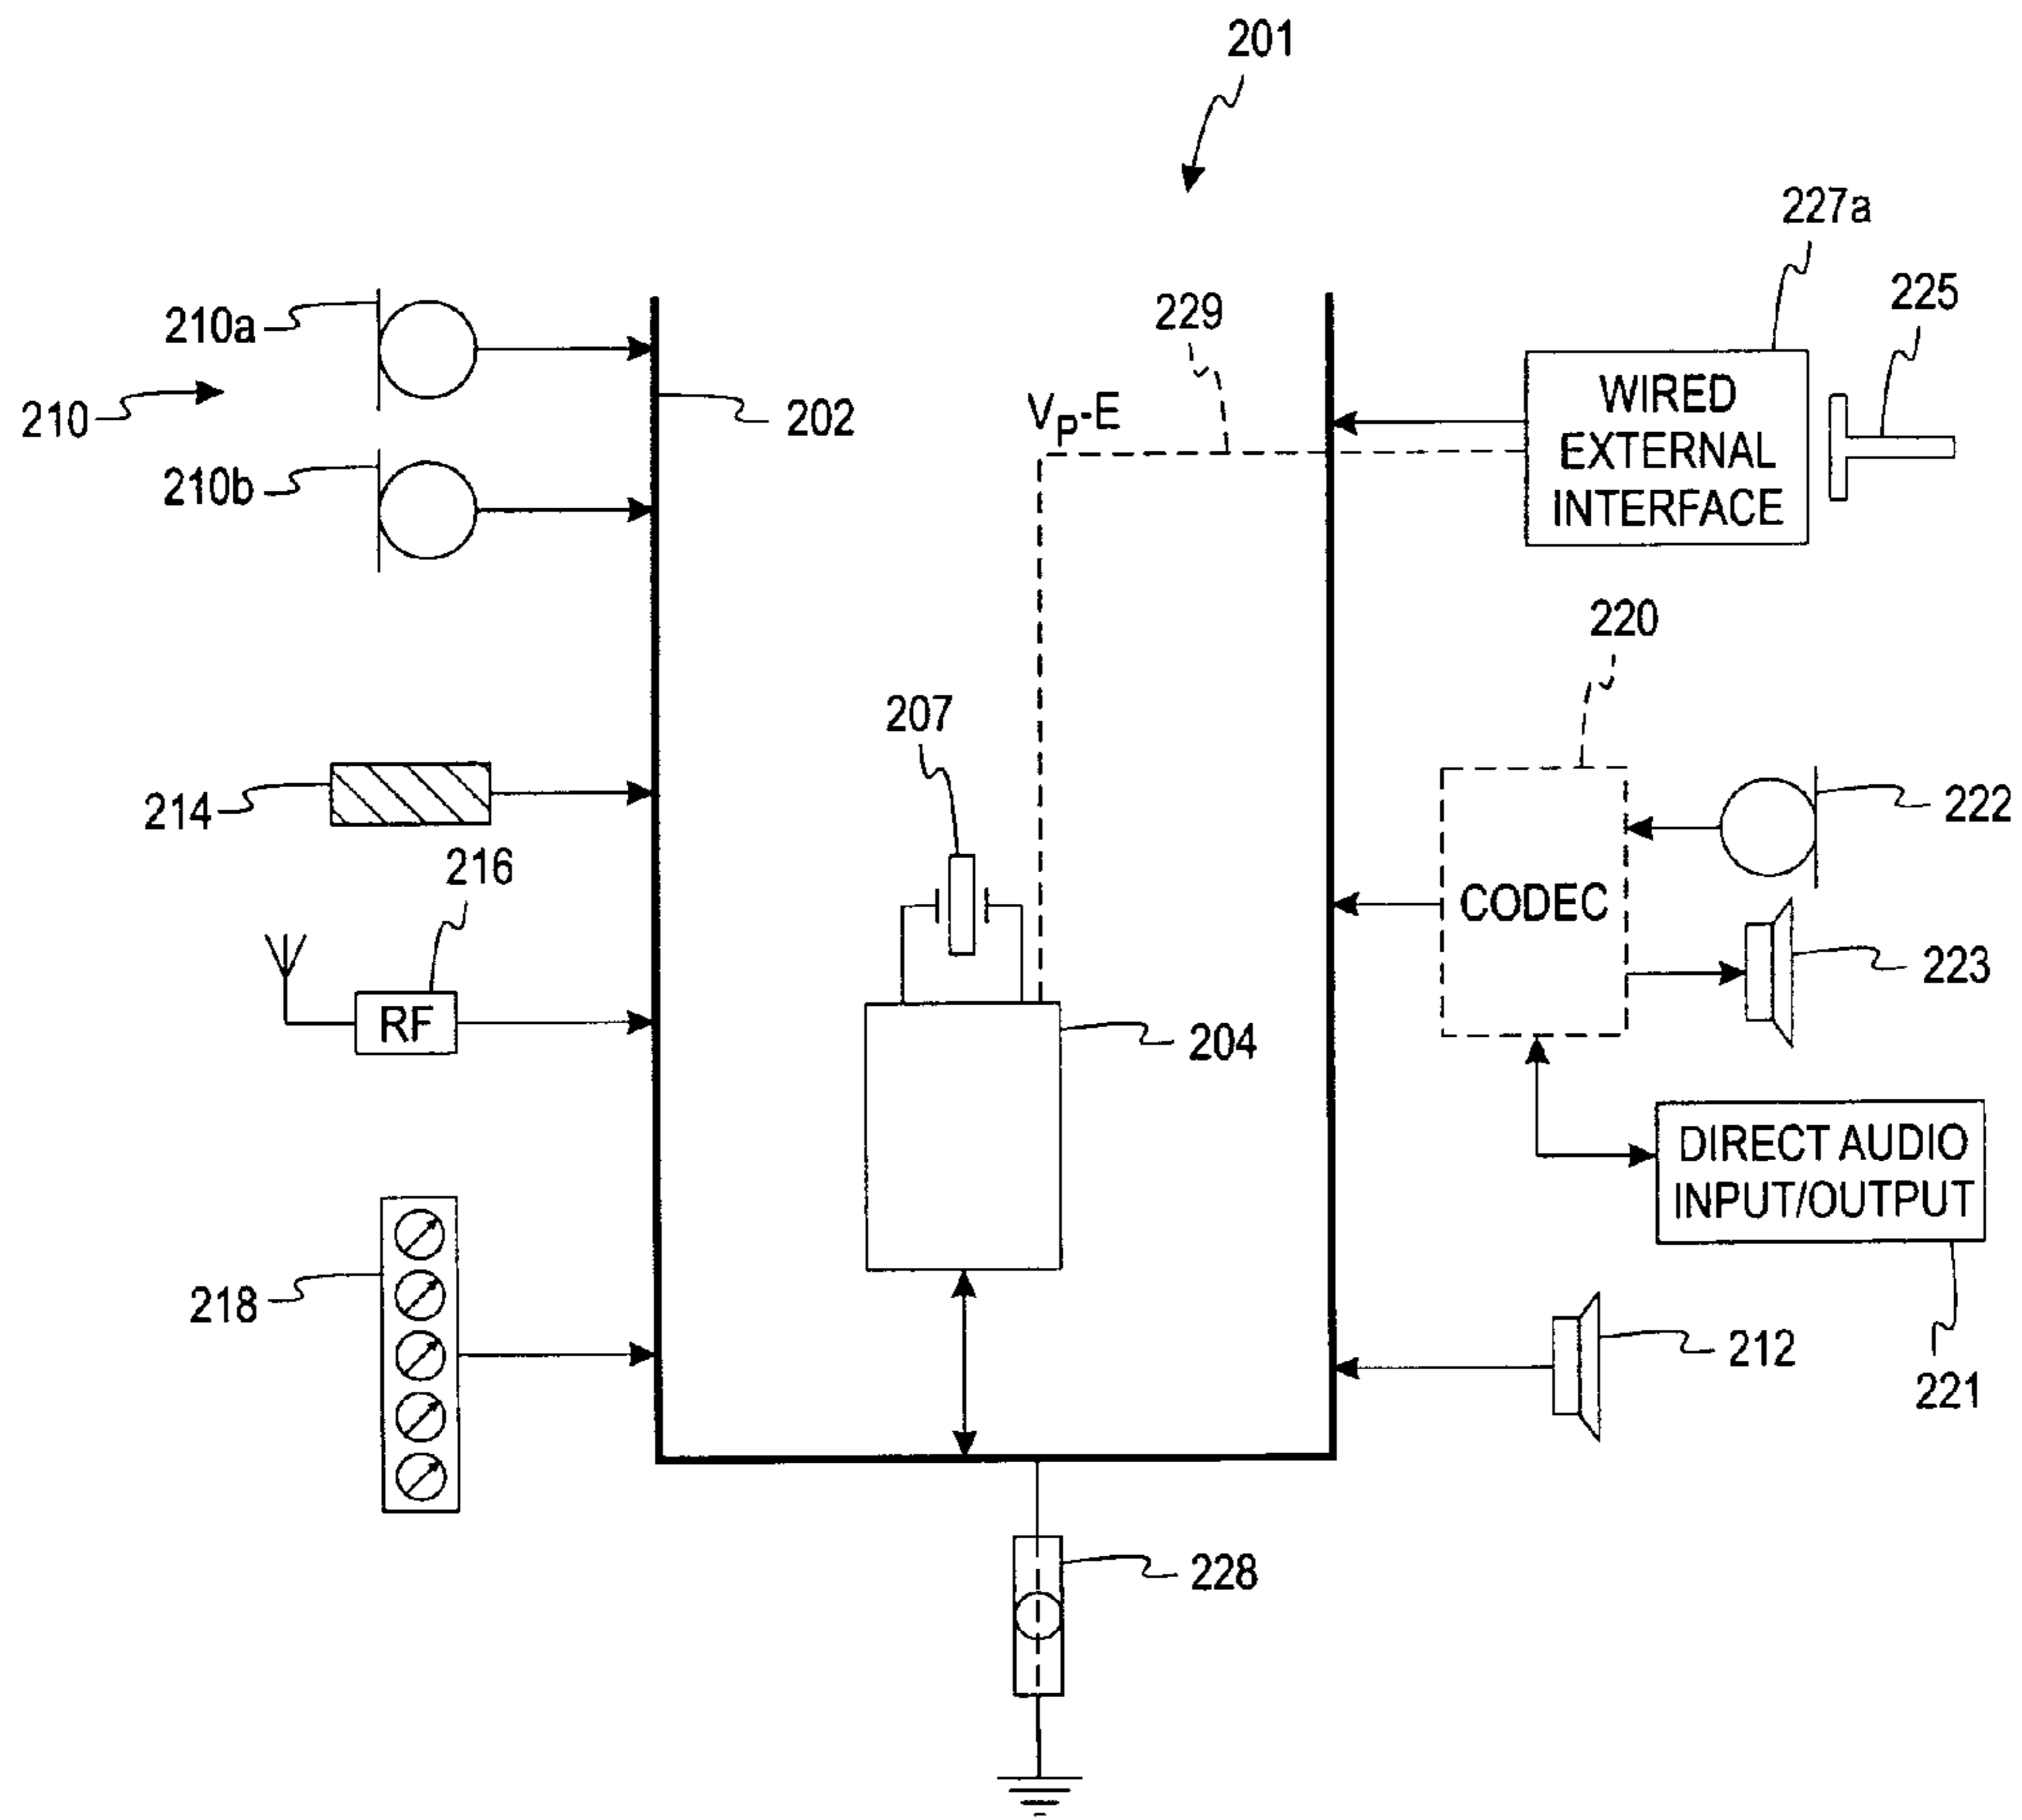 201
227a
225
229
210a
210
202
V_P-E
WIRED
EXTERNAL
INTERFACE
210b
220
207
214
222
216
CODEC
223
RF
204
DIRECT AUDIO
INPUT/OUTPUT
218
212
221
228